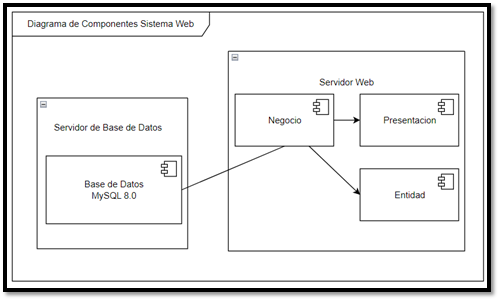 Diagrama de Componentes Sistema Web
Servidor Web
Negocio
Presentacion
Servidor de Base de Datos
Base de Datos
MySQL 8.0
Entidad